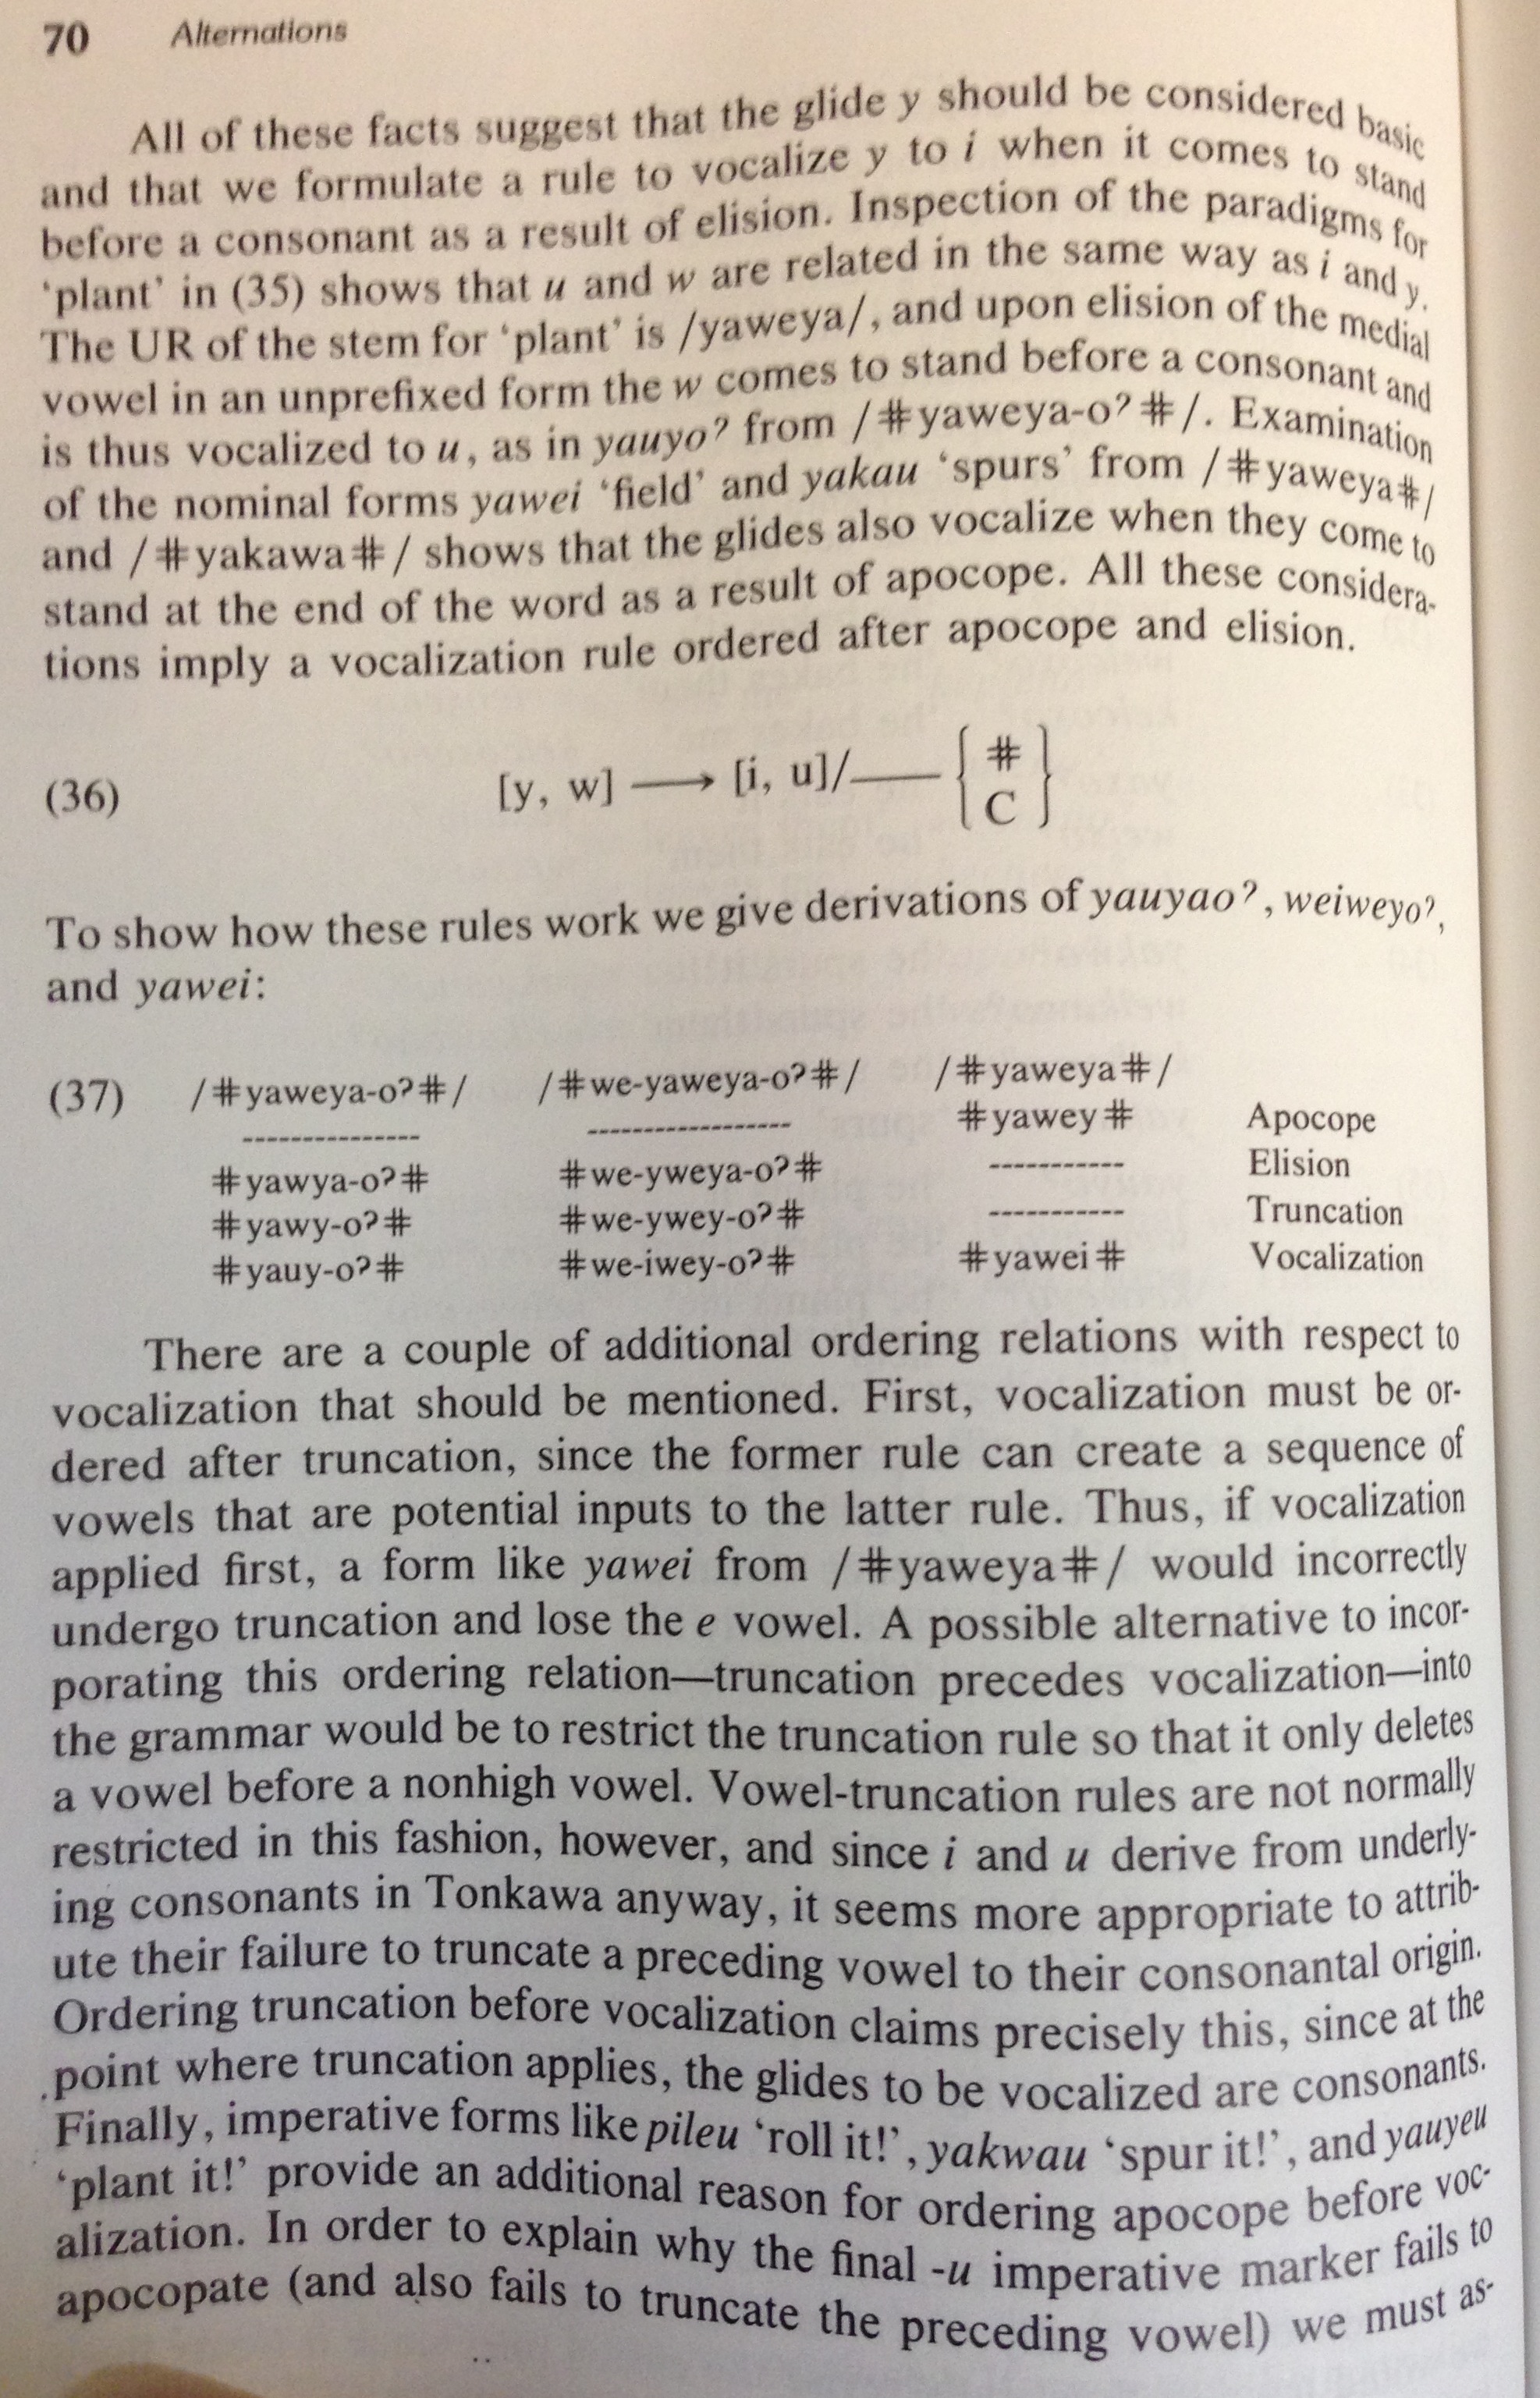 70 Alternations
All of these facts suggest that the glide y should be considered basic
and that we formulate a rule to vocalize y to i when it comes to stand
before a consonant as a result of elision. Inspection of the paradigms for
‘plant’ in (35) shows that u and w are related in the same way as i and y.
The UR of the stem for ‘plant’ is /yaweya/, and upon elision of the medial
vowel in an unprefixed form the w comes to stand before a consonant and
is thus vocalized to u, as in yauyoʔ from /#yaweya-oʔ#/. Examination
of the nominal forms yawei ‘field’ and yakau ‘spurs’ from /#yaweya#/
and /#yakawa#/ shows that the glides also vocalize when they come to
stand at the end of the word as a result of apocope. All these considera-
tions imply a vocalization rule ordered after apocope and elision.
(36) [y, w] ⟶ [i, u]/—— { # C }
To show how these rules work we give derivations of yauyaoʔ, weiweyoʔ,
and yawei:
(37) /#yaweya-oʔ#/ /#we-yaweya-oʔ#/ /#yaweya#/
--------------- ----------------- #yawey# Apocope
#yawya-oʔ# #we-yweya-oʔ# ----------- Elision
#yawy-oʔ# #we-ywey-oʔ# ----------- Truncation
#yauy-oʔ# #we-iwey-oʔ# #yawei# Vocalization
There are a couple of additional ordering relations with respect to
vocalization that should be mentioned. First, vocalization must be or-
dered after truncation, since the former rule can create a sequence of
vowels that are potential inputs to the latter rule. Thus, if vocalization
applied first, a form like yawei from /#yaweya#/ would incorrectly
undergo truncation and lose the e vowel. A possible alternative to incor-
porating this ordering relation—truncation precedes vocalization—into
the grammar would be to restrict the truncation rule so that it only deletes
a vowel before a nonhigh vowel. Vowel-truncation rules are not normally
restricted in this fashion, however, and since i and u derive from underly-
ing consonants in Tonkawa anyway, it seems more appropriate to attrib-
ute their failure to truncate a preceding vowel to their consonantal origin.
Ordering truncation before vocalization claims precisely this, since at the
point where truncation applies, the glides to be vocalized are consonants.
Finally, imperative forms like pileu ‘roll it!’, yakwau ‘spur it!’, and yauyeu
‘plant it!’ provide an additional reason for ordering apocope before voc-
alization. In order to explain why the final -u imperative marker fails to
apocopate (and also fails to truncate the preceding vowel) we must as-